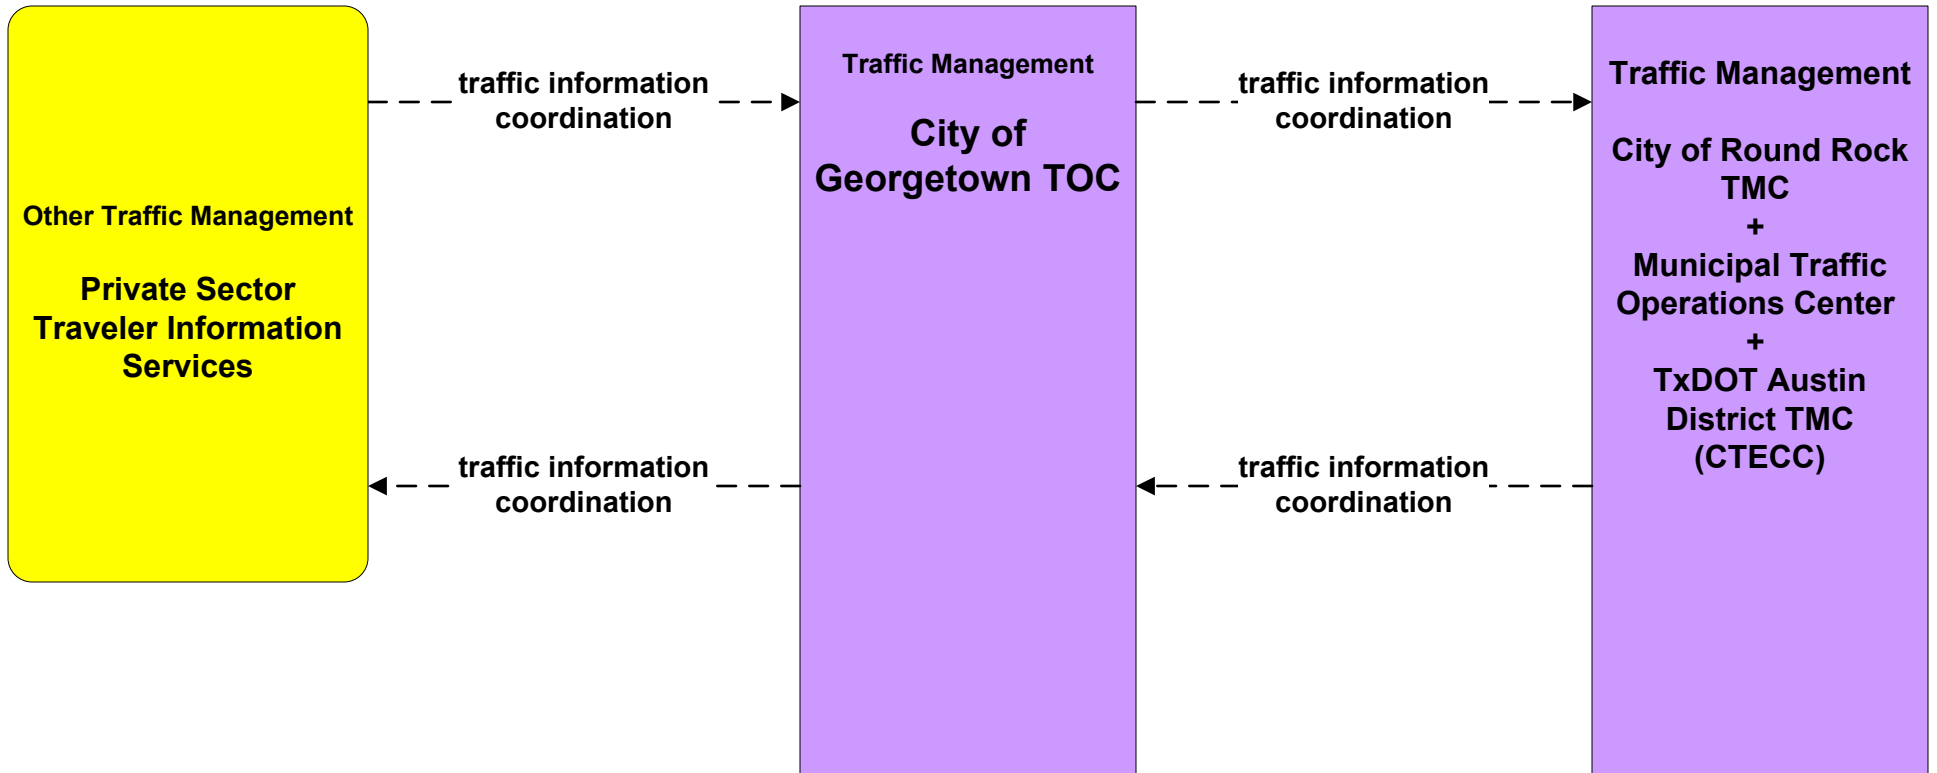 Other Traffic Management
Private Sector
Traveler Information
Services
traffic information
coordination
traffic information
coordination
Traffic Management
City of
Georgetown TOC
traffic information
coordination
traffic information
coordination
Traffic Management
City of Round Rock
TMC
+
Municipal Traffic
Operations Center
+
TxDOT Austin
District TMC
(CTECC)